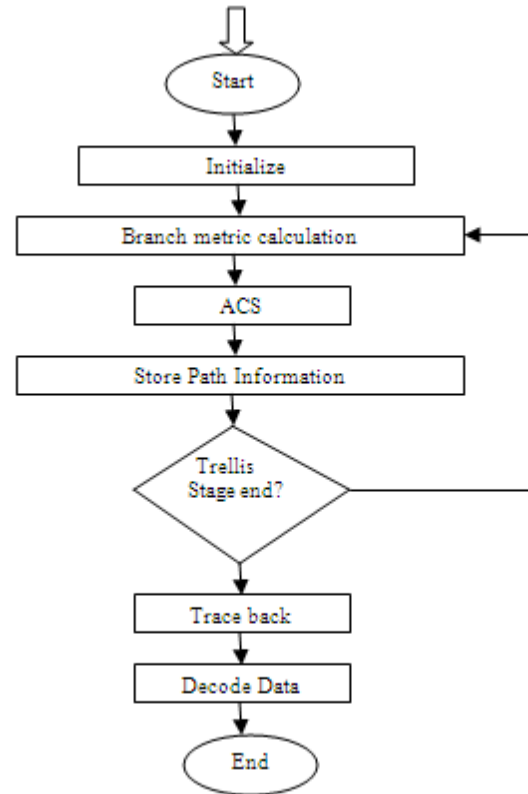 Start
Initialize
Branch metric calculation
ACS
Store Path Information
Trellis
Stage end?
Trace back
Decode Data
End